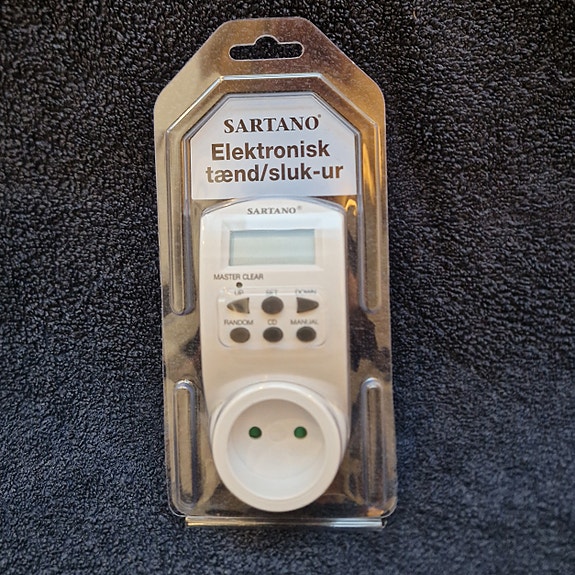 SARTANO®
Elektronisk
tænd/sluk-ur
SARTANO®
MASTER CLEAR
UP SET DOWN
RANDOM CD MANUAL